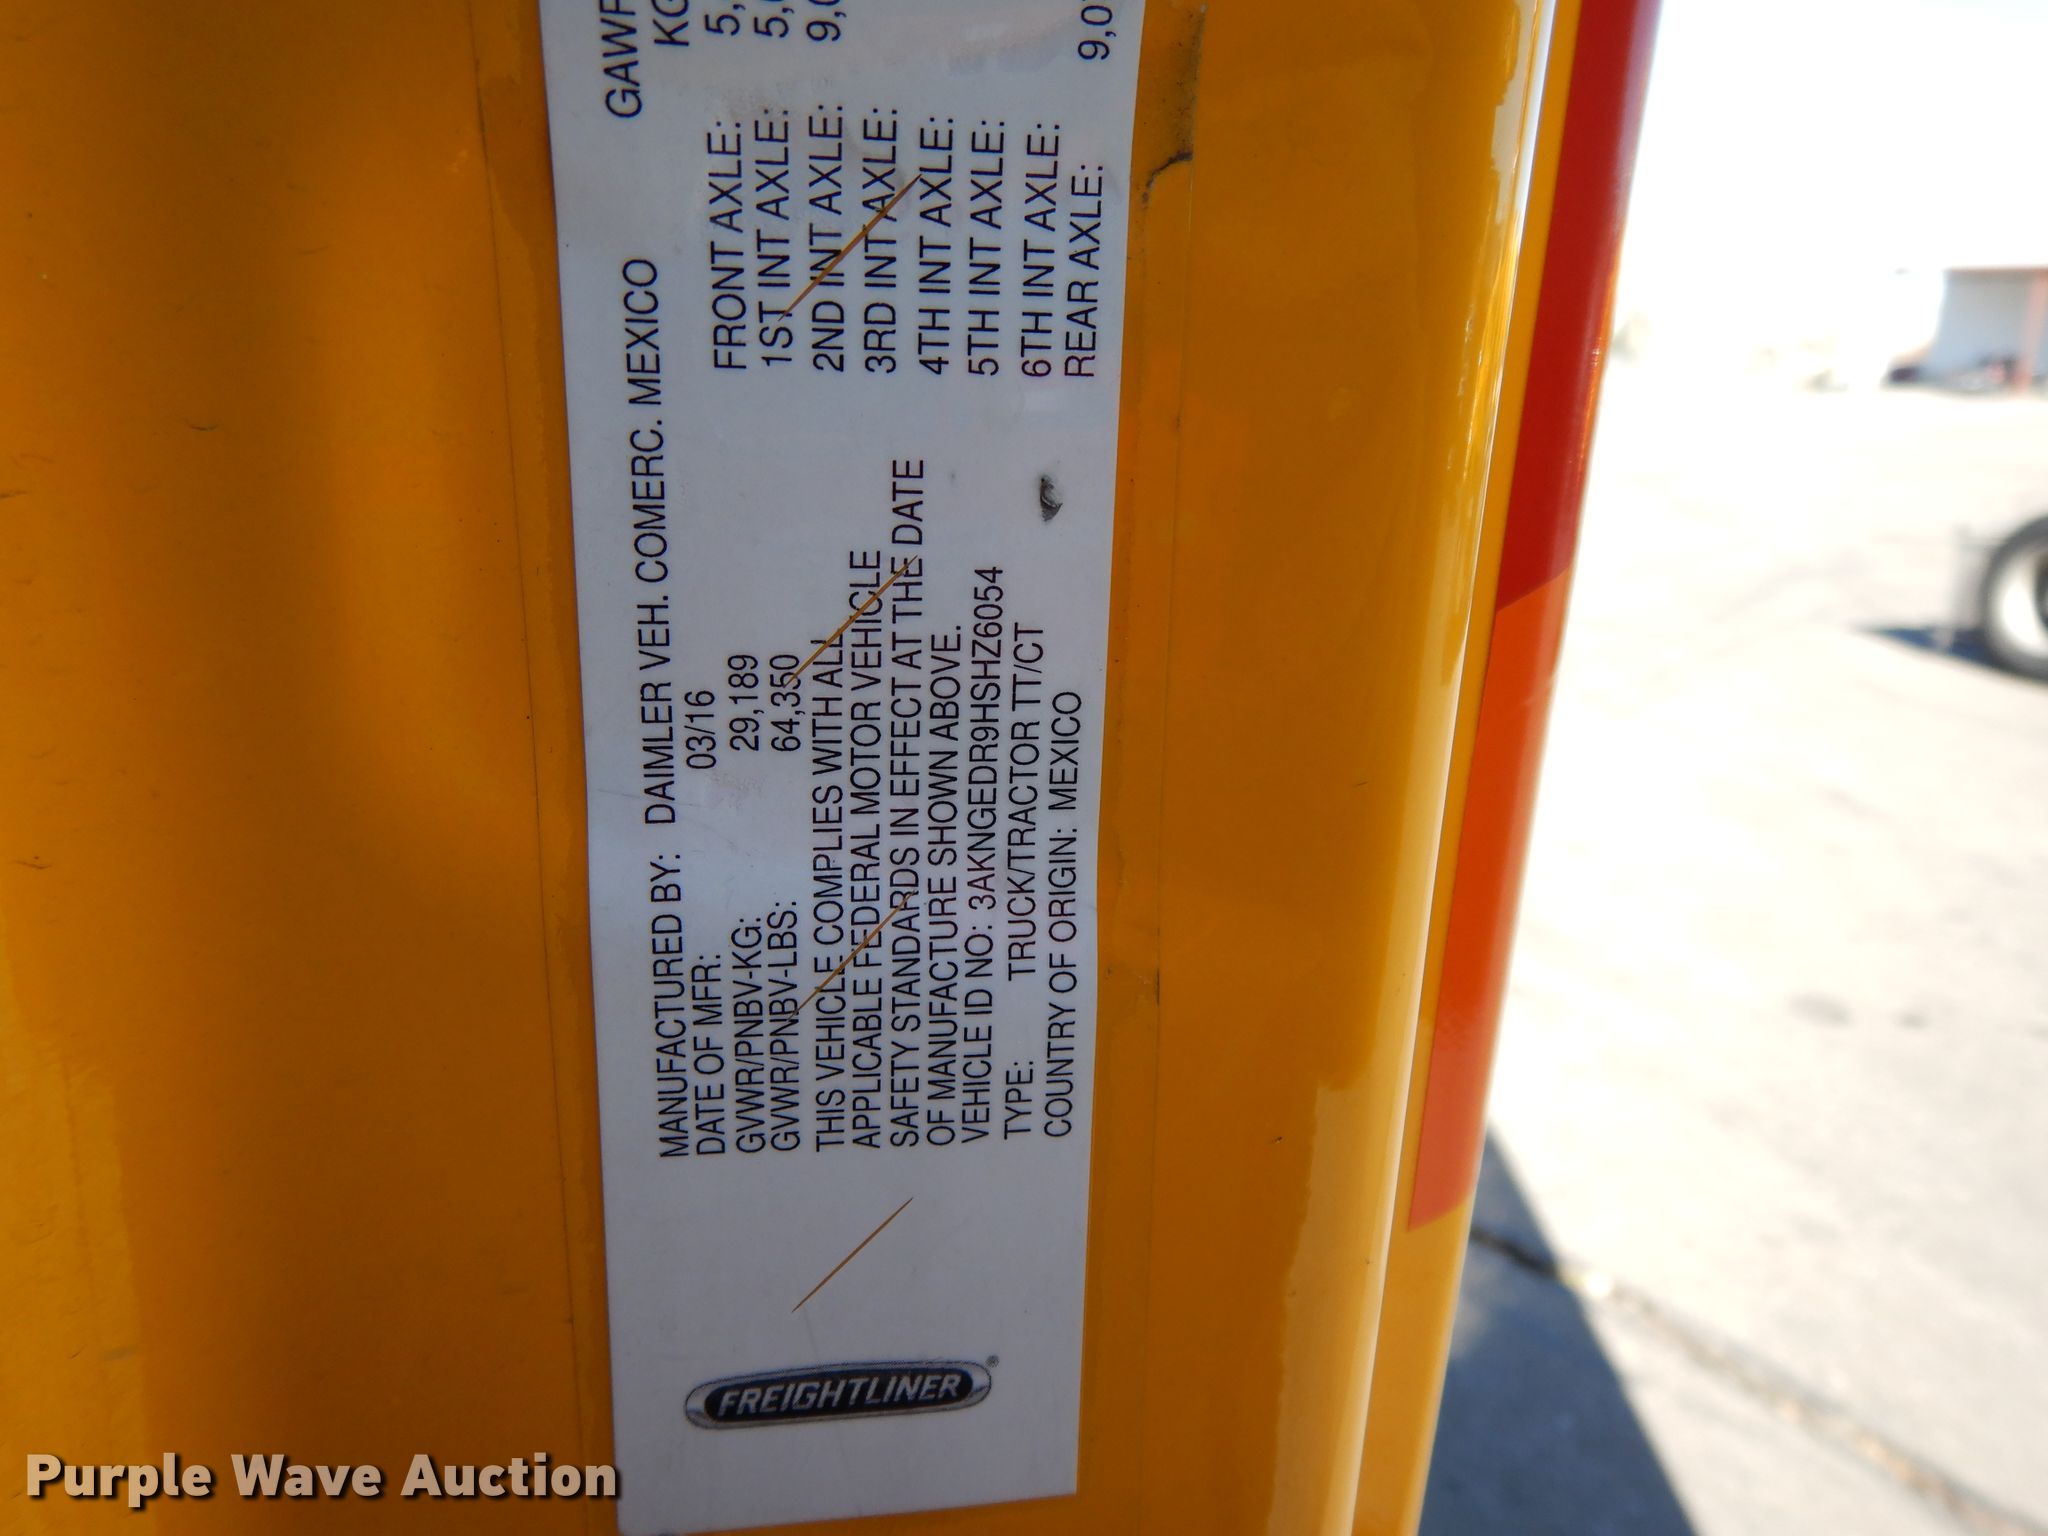 FREIGHTLINER®
MANUFACTURED BY: DAIMLER VEH. COMERC. MEXICO
DATE OF MFR: 03/16
GVWR/PNBV-KG: 29,189
GVWR/PNBV-LBS: 64,350
THIS VEHICLE COMPLIES WITH ALL
APPLICABLE FEDERAL MOTOR VEHICLE
SAFETY STANDARDS IN EFFECT AT THE DATE
OF MANUFACTURE SHOWN ABOVE.
VEHICLE ID NO: 3AKNGEDR9HSHZ6054
TYPE: TRUCK/TRACTOR TT/CT
COUNTRY OF ORIGIN: MEXICO
FRONT AXLE:
1ST INT AXLE:
2ND INT AXLE:
3RD INT AXLE:
4TH INT AXLE:
5TH INT AXLE:
6TH INT AXLE:
REAR AXLE:
Purple Wave Auction